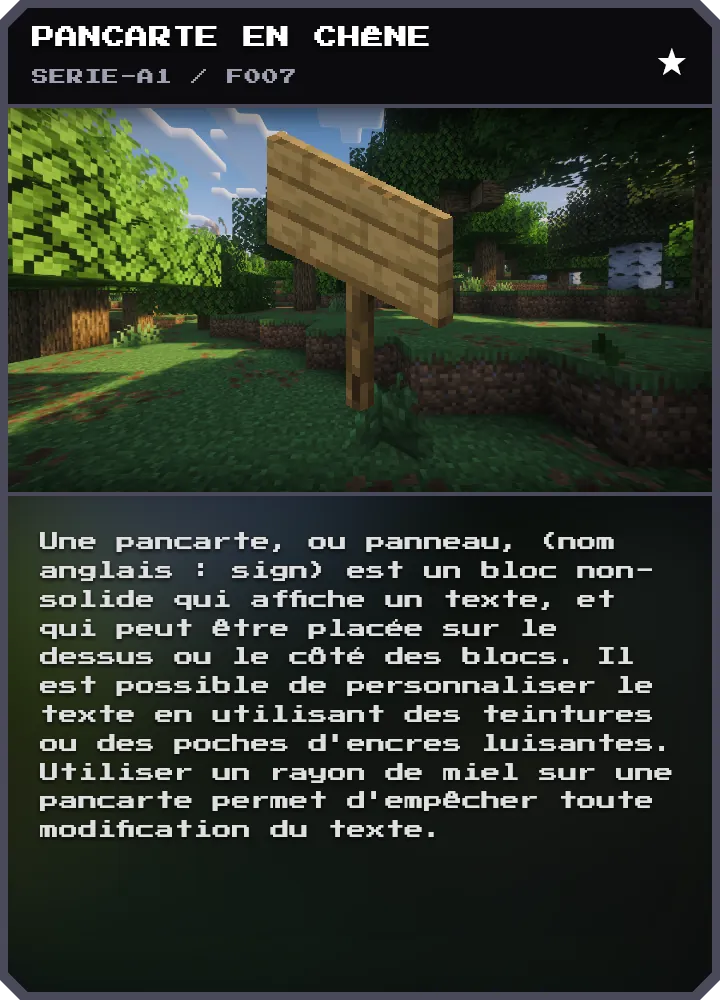 PANCARTE EN CHêNE
SERIE-A1 / F007
Une pancarte, ou panneau, (nom
anglais : sign) est un bloc non-
solide qui affiche un texte, et
qui peut être placée sur le
dessus ou le côté des blocs. Il
est possible de personnaliser le
texte en utilisant des teintures
ou des poches d'encres luisantes.
Utiliser un rayon de miel sur une
pancarte permet d'empêcher toute
modification du texte.